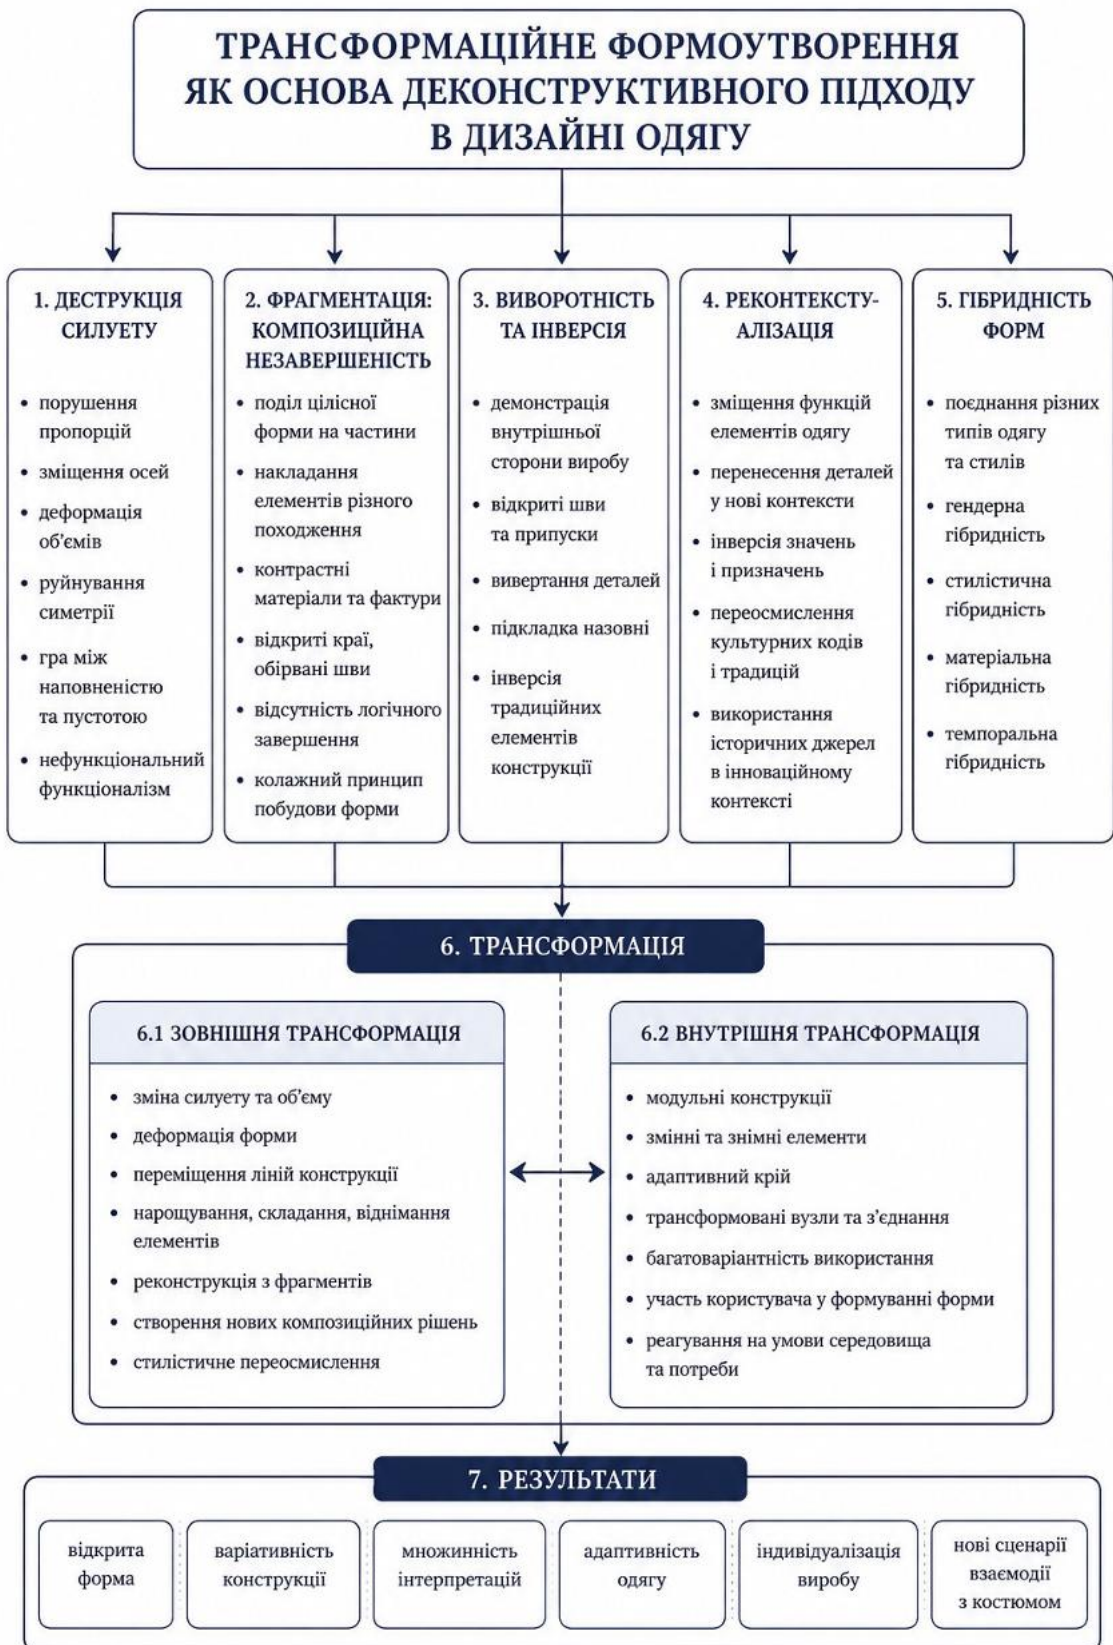 ТРАНСФОРМАЦІЙНЕ ФОРМОУТВОРЕННЯ
ЯК ОСНОВА ДЕКОНСТРУКТИВНОГО ПІДХОДУ
В ДИЗАЙНІ ОДЯГУ
1. ДЕСТРУКЦІЯ
СИЛУЕТУ
• порушення
пропорцій
• зміщення осей
• деформація
об'ємів
• руйнування
симетрії
• гра між
наповненістю
та пустотою
• нефункціональний
функціоналізм
2. ФРАГМЕНТАЦІЯ:
КОМПОЗИЦІЙНА
НЕЗАВЕРШЕНІСТЬ
• поділ цілісної
форми на частини
• накладання
елементів різного
походження
• контрастні
матеріали та фактури
• відкриті краї,
обірвані шви
• відсутність логічного
завершення
• колажний принцип
побудови форми
3. ВИВОРОТНІСТЬ
ТА ІНВЕРСІЯ
• демонстрація
внутрішньої
сторони виробу
• відкриті шви
та припуски
• вивертання деталей
• підкладка назовні
• інверсія
традиційних
елементів
конструкції
4. РЕКОНТЕКСТУ-
АЛІЗАЦІЯ
• зміщення функцій
елементів одягу
• перенесення деталей
у нові контексти
• інверсія значень
і призначень
• переосмислення
культурних кодів
і традицій
• використання
історичних джерел
в інноваційному
контексті
5. ГІБРИДНІСТЬ
ФОРМ
• поєднання різних
типів одягу
та стилів
• гендерна
гібридність
• стилістична
гібридність
• матеріальна
гібридність
• темпоральна
гібридність
6. ТРАНСФОРМАЦІЯ
6.1 ЗОВНІШНЯ ТРАНСФОРМАЦІЯ
• зміна силуету та об'єму
• деформація форми
• переміщення ліній конструкції
• нарощування, складання, віднімання
елементів
• реконструкція з фрагментів
• створення нових композиційних рішень
• стилістичне переосмислення
6.2 ВНУТРІШНЯ ТРАНСФОРМАЦІЯ
• модульні конструкції
• змінні та знімні елементи
• адаптивний крій
• трансформовані вузли та з'єднання
• багатоваріантність використання
• участь користувача у формуванні форми
• реагування на умови середовища
та потреби
7. РЕЗУЛЬТАТИ
відкрита
форма
варіативність
конструкції
множинність
інтерпретацій
адаптивність
одягу
індивідуалізація
виробу
нові сценарії
взаємодії
з костюмом